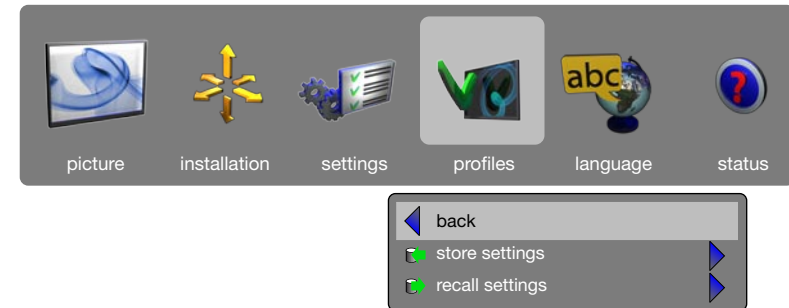 abc
picture installation settings profiles language status
back
store settings
recall settings